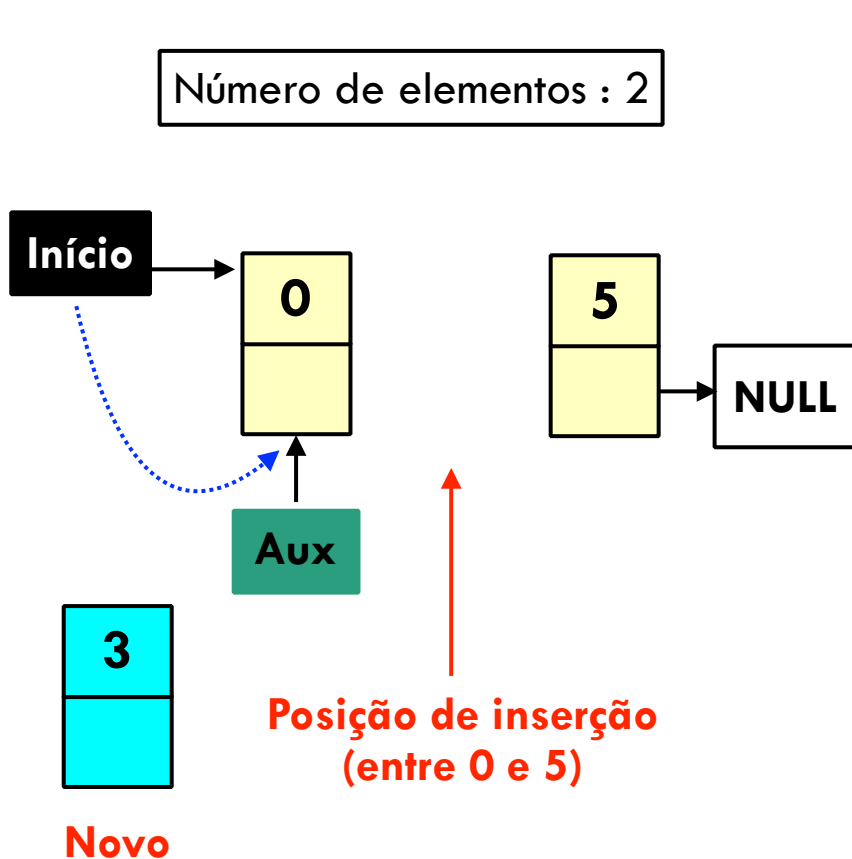 Número de elementos : 2
Início
0
5
NULL
Aux
3
Posição de inserção
(entre 0 e 5)
Novo